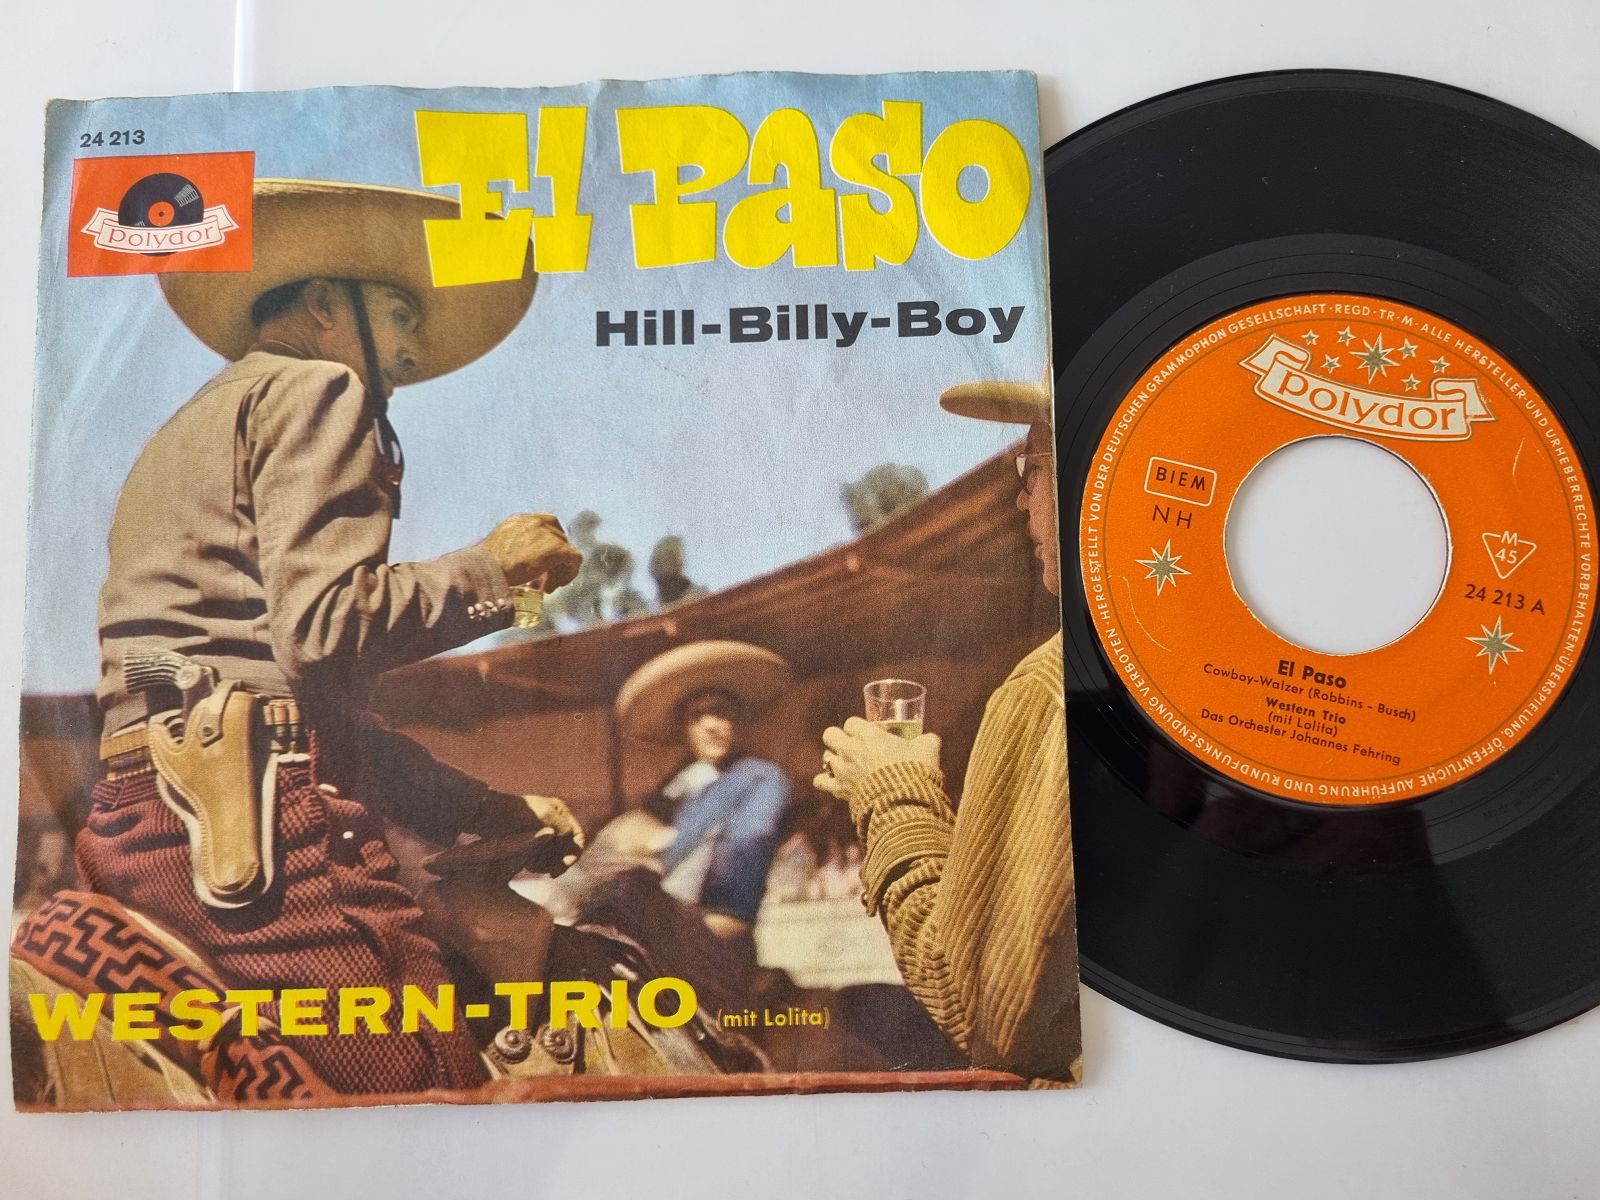 24 213
polydor
El Paso
Hill-Billy-Boy
WESTERN-TRIO (mit Lolita)
HERGESTELLT VON DER DEUTSCHEN GRAMMOPHON GESELLSCHAFT · REGD · TR · M · ALLE HERSTELLER- UND URHEBERRECHTE VORBEHALTEN · ÜBERSPIELUNG, ÖFFENTLICHE AUFFÜHRUNG UND RUNDFUNKSENDUNG VERBOTEN ·
polydor
BIEM
NH
M
45
24 213 A
El Paso
Cowboy-Walzer (Robbins - Busch)
Western Trio
(mit Lolita)
Das Orchester Johannes Fehring